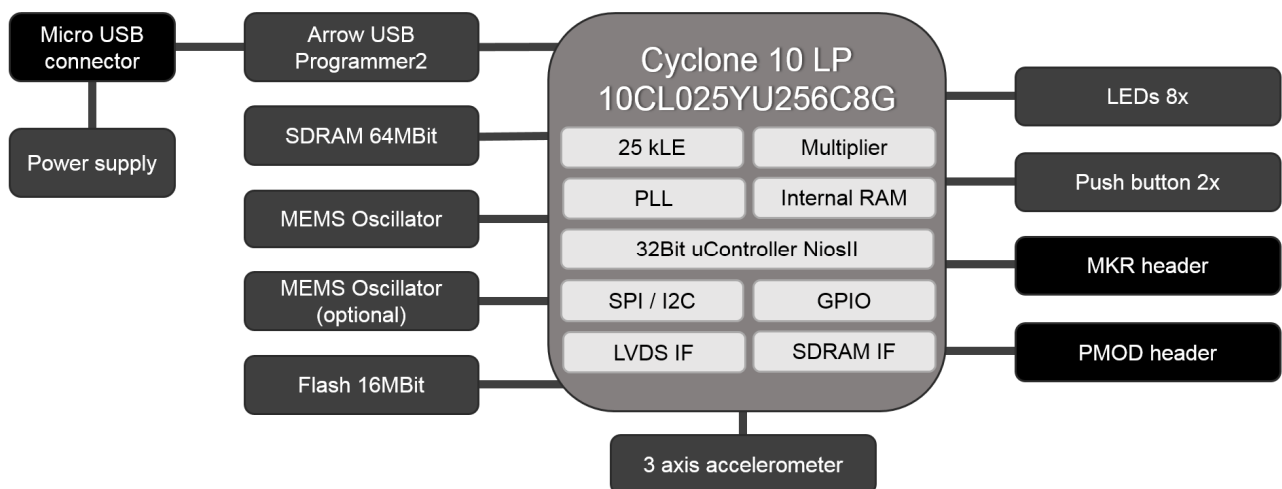 Micro USB
connector
Power supply
Arrow USB
Programmer2
SDRAM 64MBit
MEMS Oscillator
MEMS Oscillator
(optional)
Flash 16MBit
Cyclone 10 LP
10CL025YU256C8G
25 kLE
Multiplier
PLL
Internal RAM
32Bit uController NiosII
SPI / I2C
GPIO
LVDS IF
SDRAM IF
3 axis accelerometer
LEDs 8x
Push button 2x
MKR header
PMOD header